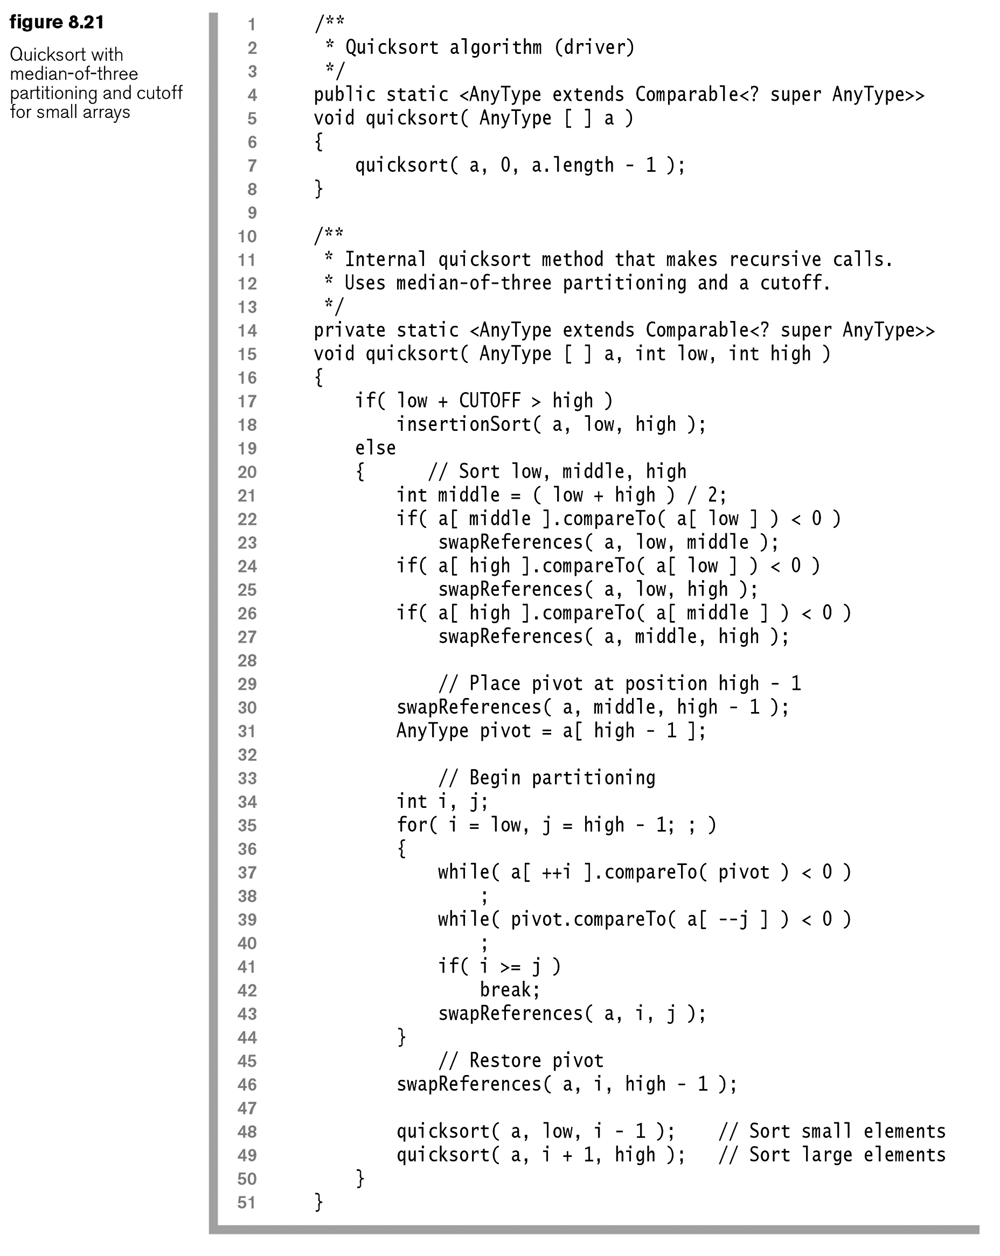 figure 8.21
Quicksort with
median-of-three
partitioning and cutoff
for small arrays
1 /**
2  * Quicksort algorithm (driver)
3  */
4 public static <AnyType extends Comparable<? super AnyType>>
5 void quicksort( AnyType [ ] a )
6 {
7     quicksort( a, 0, a.length - 1 );
8 }
9
10 /**
11  * Internal quicksort method that makes recursive calls.
12  * Uses median-of-three partitioning and a cutoff.
13  */
14 private static <AnyType extends Comparable<? super AnyType>>
15 void quicksort( AnyType [ ] a, int low, int high )
16 {
17     if( low + CUTOFF > high )
18         insertionSort( a, low, high );
19     else
20     {      // Sort low, middle, high
21         int middle = ( low + high ) / 2;
22         if( a[ middle ].compareTo( a[ low ] ) < 0 )
23             swapReferences( a, low, middle );
24         if( a[ high ].compareTo( a[ low ] ) < 0 )
25             swapReferences( a, low, high );
26         if( a[ high ].compareTo( a[ middle ] ) < 0 )
27             swapReferences( a, middle, high );
28
29             // Place pivot at position high - 1
30         swapReferences( a, middle, high - 1 );
31         AnyType pivot = a[ high - 1 ];
32
33             // Begin partitioning
34         int i, j;
35         for( i = low, j = high - 1; ; )
36         {
37             while( a[ ++i ].compareTo( pivot ) < 0 )
38                 ;
39             while( pivot.compareTo( a[ --j ] ) < 0 )
40                 ;
41             if( i >= j )
42                 break;
43             swapReferences( a, i, j );
44         }
45             // Restore pivot
46         swapReferences( a, i, high - 1 );
47
48         quicksort( a, low, i - 1 );    // Sort small elements
49         quicksort( a, i + 1, high );   // Sort large elements
50     }
51 }